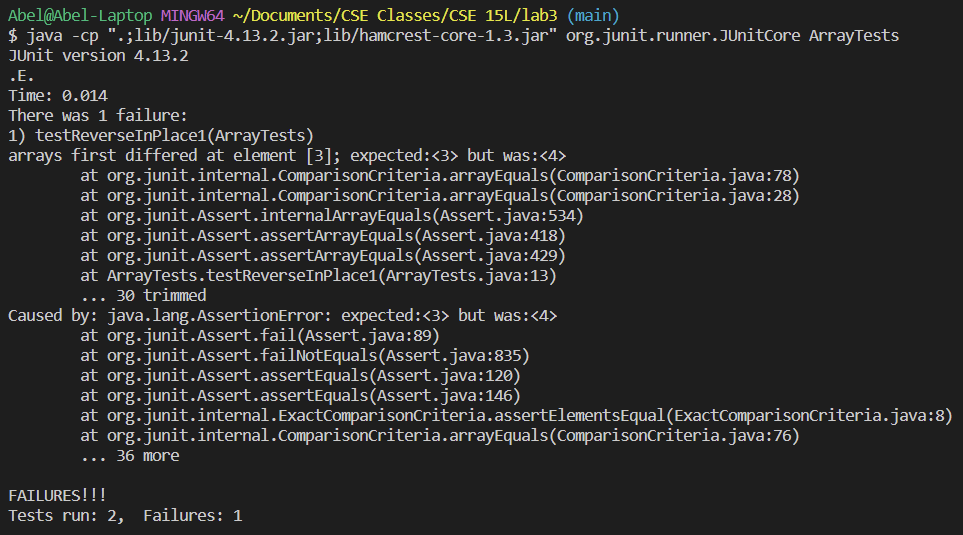 Abel@Abel-Laptop MINGW64 ~/Documents/CSE Classes/CSE 15L/lab3 (main)
$ java -cp ".;lib/junit-4.13.2.jar;lib/hamcrest-core-1.3.jar" org.junit.runner.JUnitCore ArrayTests
JUnit version 4.13.2
.E.
Time: 0.014
There was 1 failure:
1) testReverseInPlace1(ArrayTests)
arrays first differed at element [3]; expected:<3> but was:<4>
        at org.junit.internal.ComparisonCriteria.arrayEquals(ComparisonCriteria.java:78)
        at org.junit.internal.ComparisonCriteria.arrayEquals(ComparisonCriteria.java:28)
        at org.junit.Assert.internalArrayEquals(Assert.java:534)
        at org.junit.Assert.assertArrayEquals(Assert.java:418)
        at org.junit.Assert.assertArrayEquals(Assert.java:429)
        at ArrayTests.testReverseInPlace1(ArrayTests.java:13)
        ... 30 trimmed
Caused by: java.lang.AssertionError: expected:<3> but was:<4>
        at org.junit.Assert.fail(Assert.java:89)
        at org.junit.Assert.failNotEquals(Assert.java:835)
        at org.junit.Assert.assertEquals(Assert.java:120)
        at org.junit.Assert.assertEquals(Assert.java:146)
        at org.junit.internal.ExactComparisonCriteria.assertElementsEqual(ExactComparisonCriteria.java:8)
        at org.junit.internal.ComparisonCriteria.arrayEquals(ComparisonCriteria.java:76)
        ... 36 more

FAILURES!!!
Tests run: 2,  Failures: 1